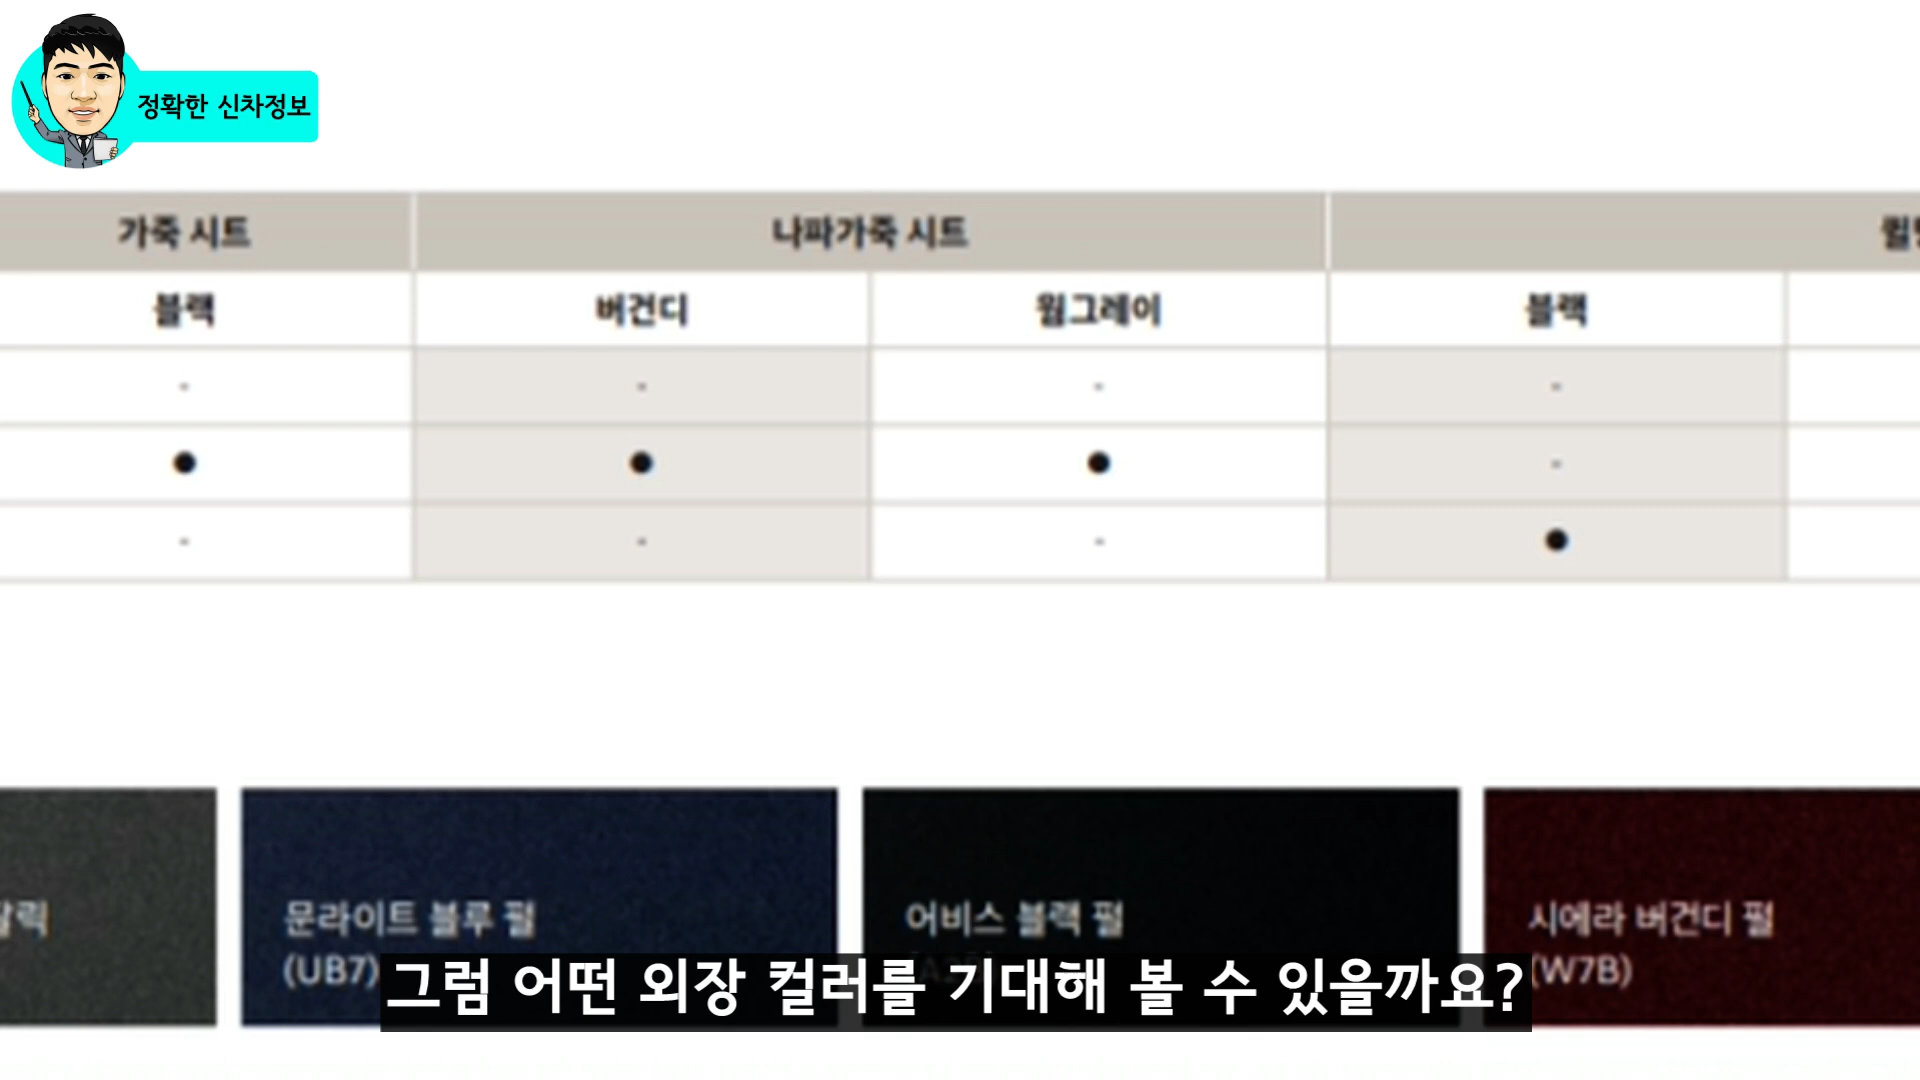 정확한 신차정보
가죽 시트 나파가죽 시트
블랙 버건디 웜그레이 블랙
- - - -
● ● ● -
- - - ●
문라이트 블루 펄 어비스 블랙 펄 시에라 버건디 펄
(UB7) (W7B)
그럼 어떤 외장 컬러를 기대해 볼 수 있을까요?